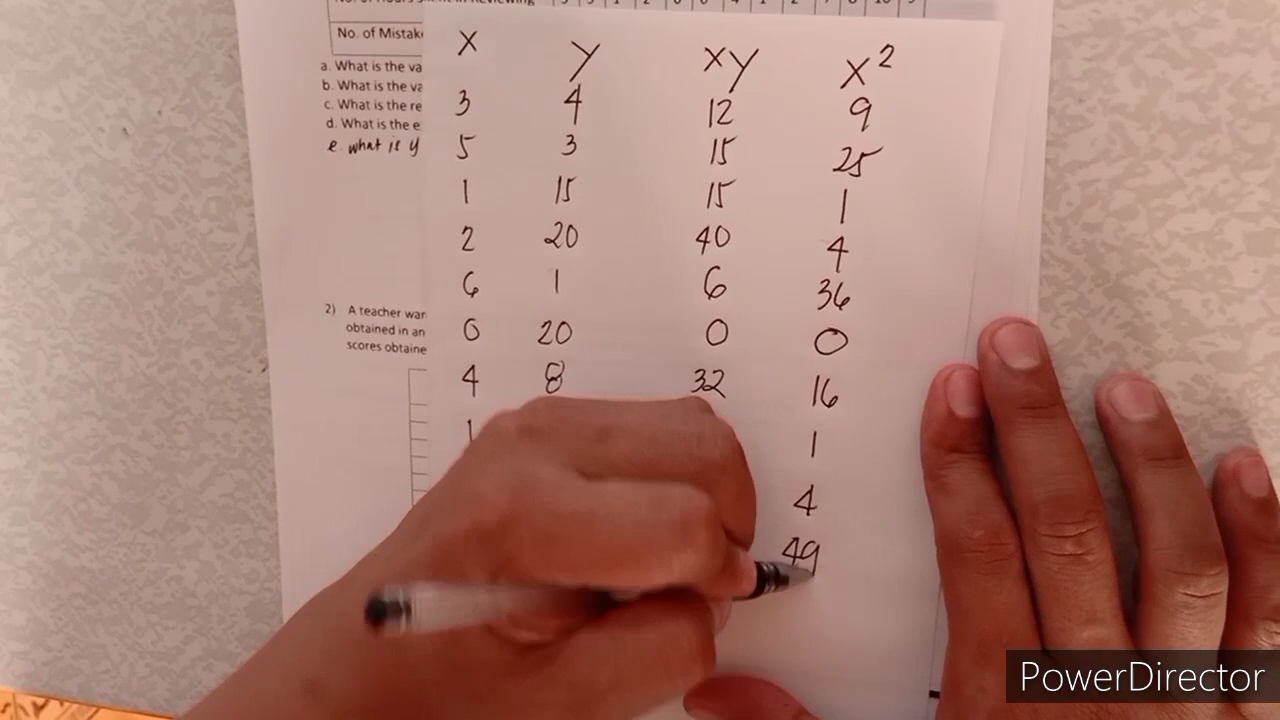 No. of Mistak
a. What is the va
b. What is the va
c. What is the re
d. What is the e
e. what is y
2) A teacher wan
obtained in an
scores obtaine
X y xy x²
3 4 12 9
5 3 15 25
1 15 15 1
2 20 40 4
6 1 6 36
0 20 0 0
4 8 32 16
1 1
4
49
PowerDirector